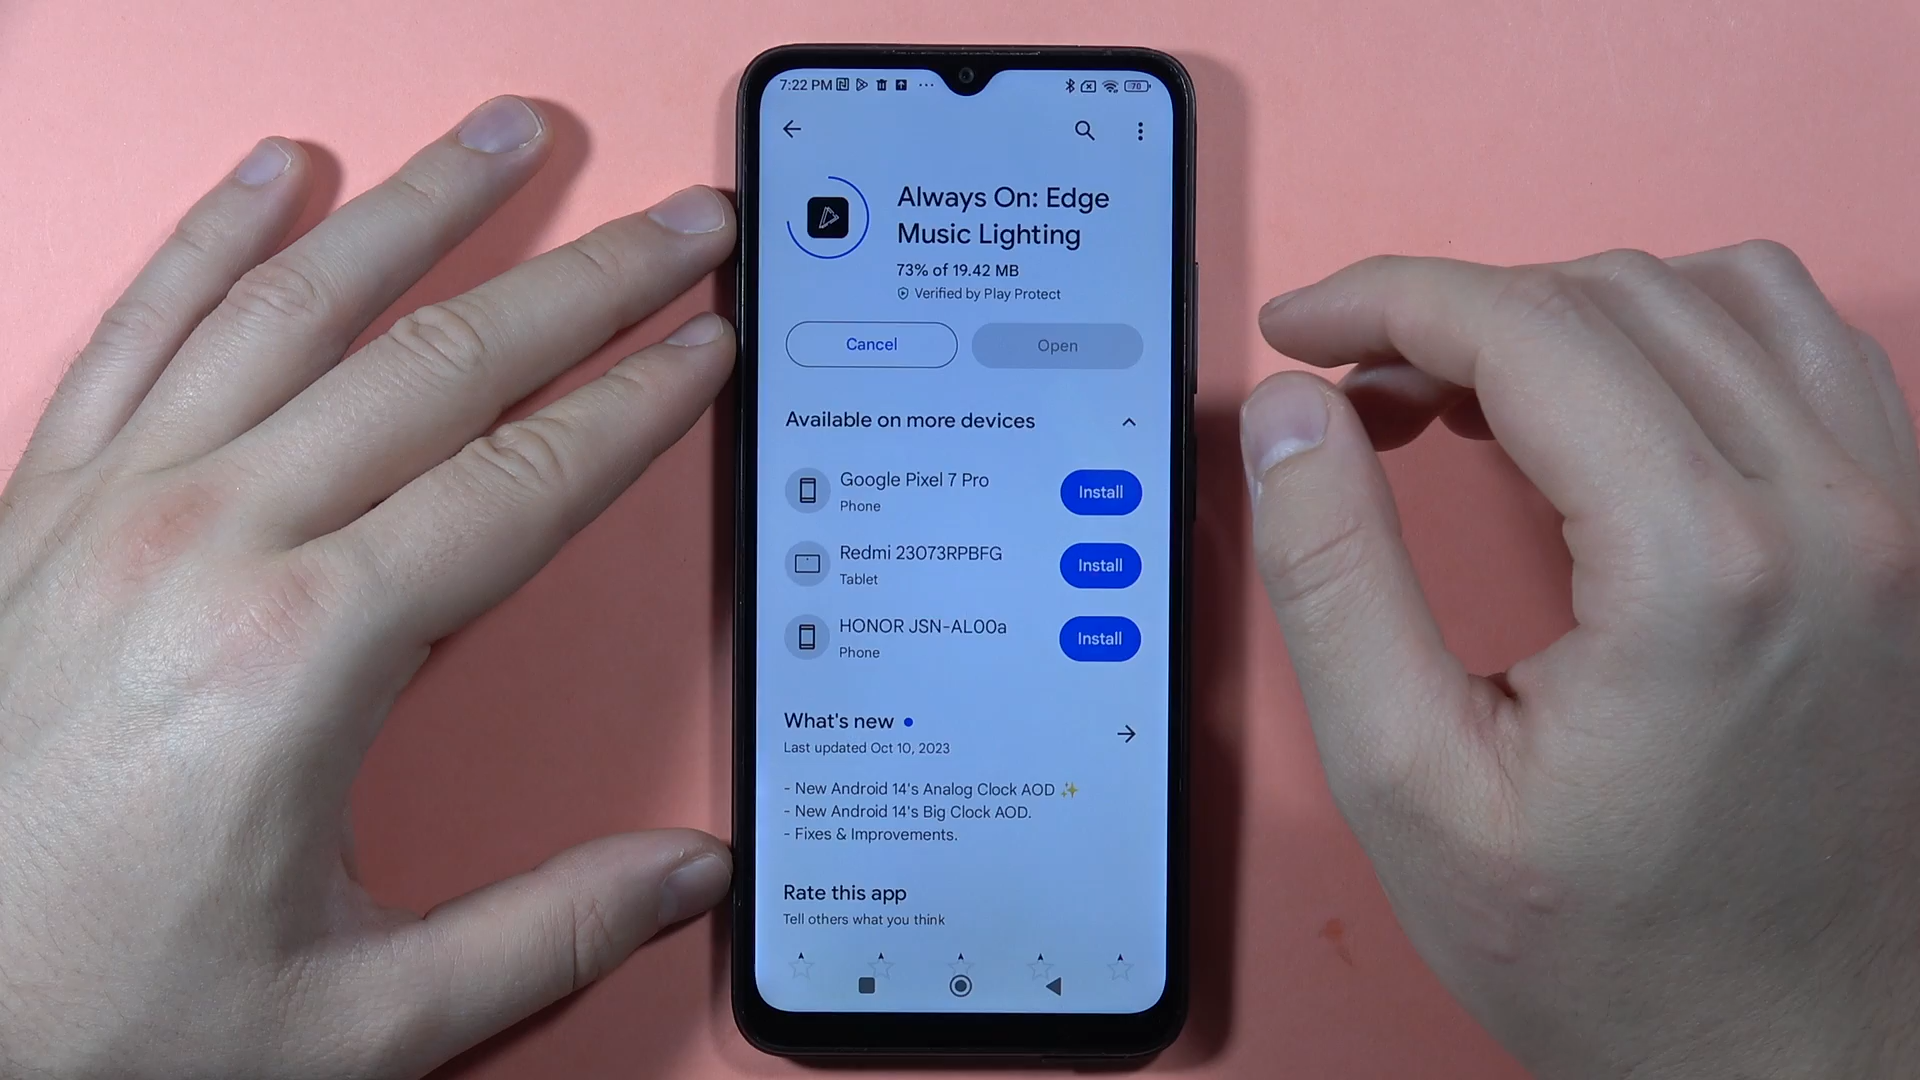 7:22 PM
70
Always On: Edge
Music Lighting
73% of 19.42 MB
Verified by Play Protect
Cancel
Open
Available on more devices
Google Pixel 7 Pro
Phone
Install
Redmi 23073RPBFG
Tablet
Install
HONOR JSN-AL00a
Phone
Install
What's new
Last updated Oct 10, 2023
- New Android 14's Analog Clock AOD ✨
- New Android 14's Big Clock AOD.
- Fixes & Improvements.
Rate this app
Tell others what you think